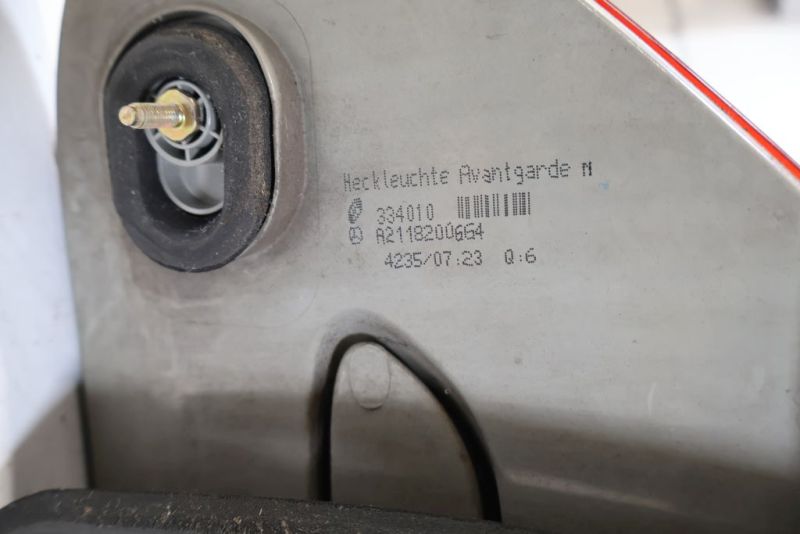 Heckleuchte Avantgarde M
334010
A2118200664
4235/07:23 Q:6